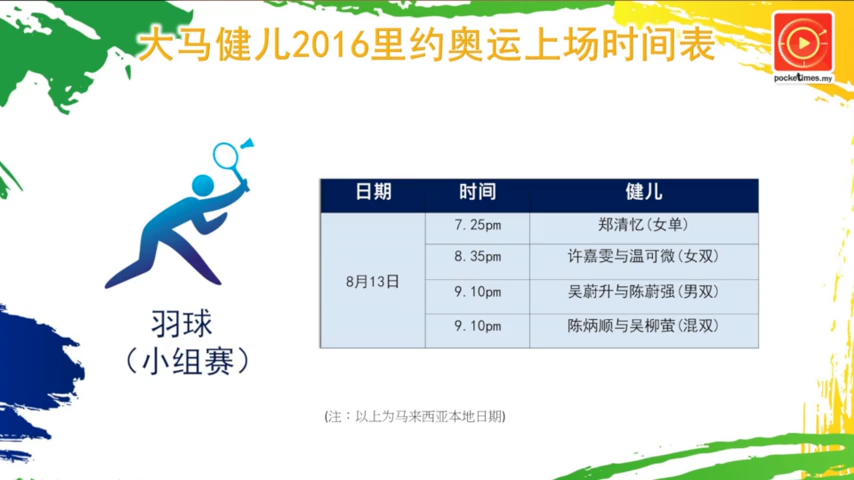 大马健儿2016里约奥运上场时间表
pocketimes.my
日期 时间 健儿
8月13日
7.25pm 郑清忆(女单)
8.35pm 许嘉雯与温可微(女双)
9.10pm 吴蔚升与陈蔚强(男双)
9.10pm 陈炳顺与吴柳萤(混双)
羽球
(小组赛)
(注：以上为马来西亚本地日期)